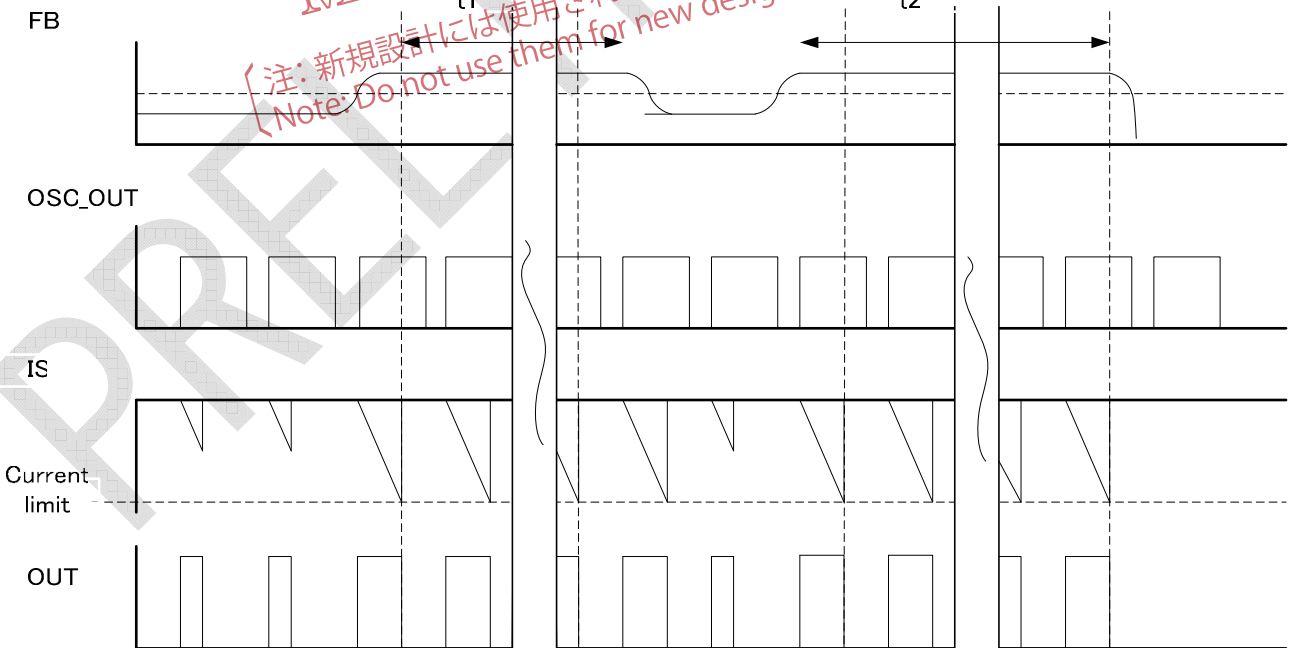 t1
t2
FB
注: 新規設計には使用され
Note: Do not use them for new desig
OSC_OUT
IS
Current
limit
OUT
PREL